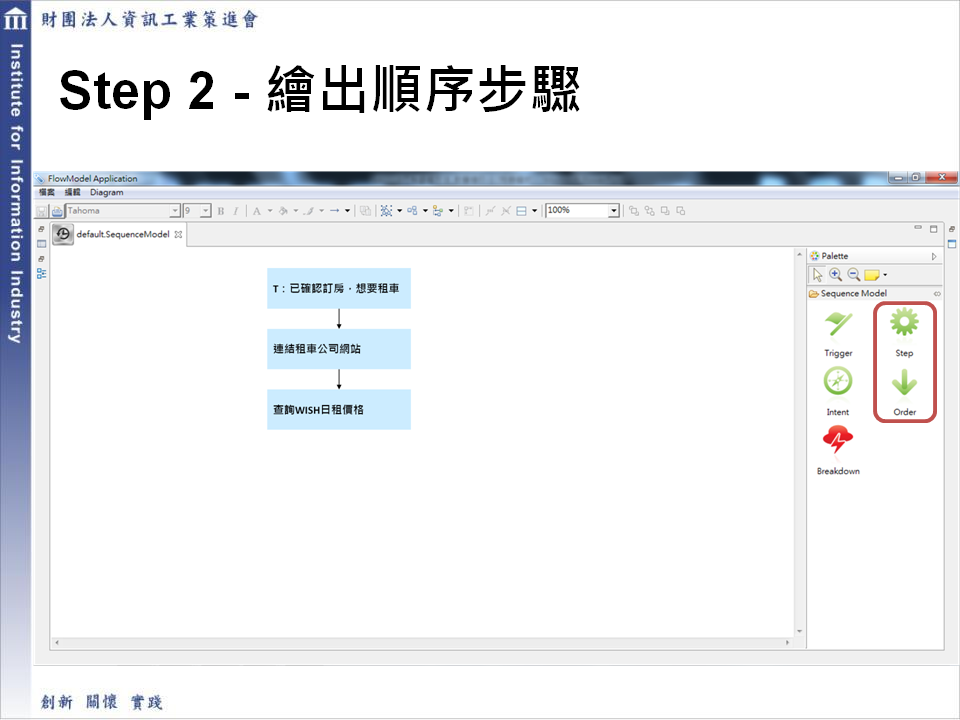 財團法人資訊工業策進會
Institute for Information Industry
Step 2 - 繪出順序步驟
FlowModel Application
檔案 編輯 Diagram
Tahoma 9 B I A 100%
default.SequenceModel
T：已確認訂房，想要租車
連結租車公司網站
查詢WISH日租價格
Palette
Sequence Model
Trigger
Step
Intent
Order
Breakdown
創新 關懷 實踐